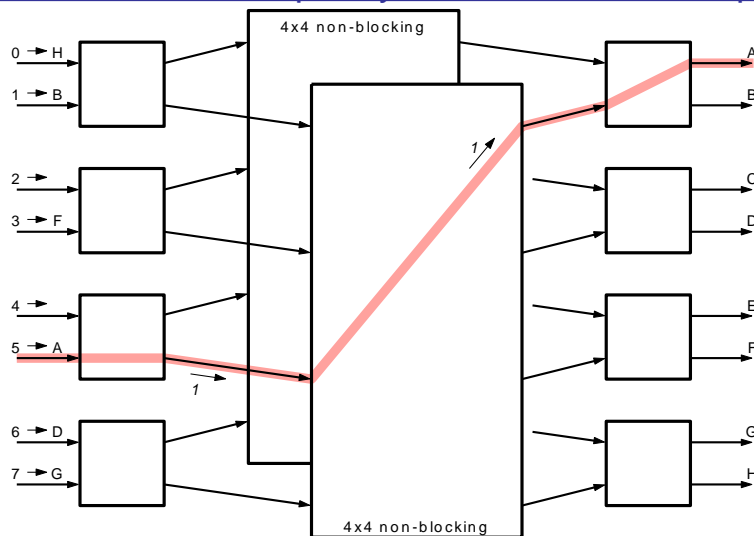 4x4 non-blocking
0 → H
A
1 → B
B
1
2 →
C
3 → F
D
4 →
E
5 → A
F
1
6 → D
G
7 → G
H
4x4 non-blocking